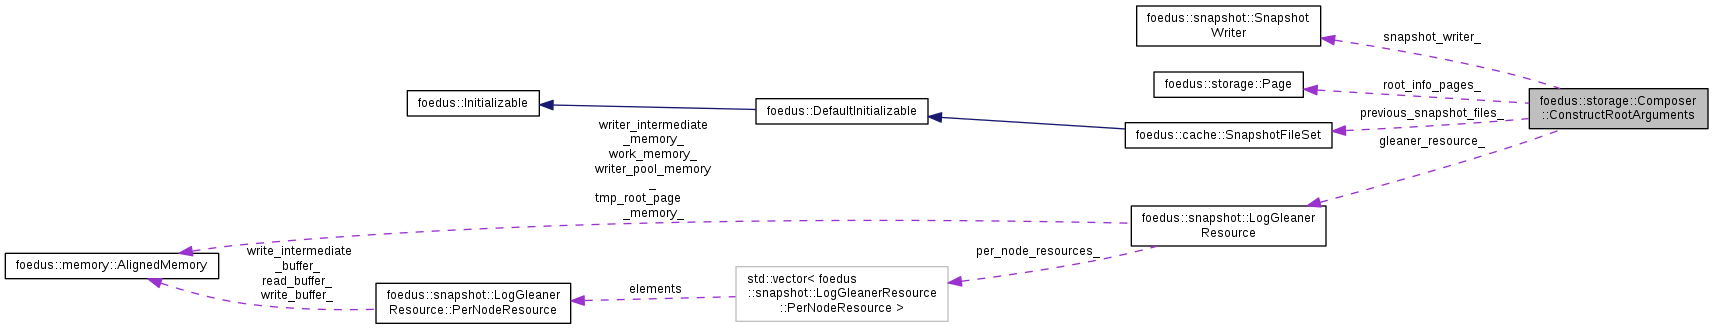 foedus::snapshot::Snapshot
Writer
snapshot_writer_
foedus::storage::Page
root_info_pages_
foedus::storage::Composer
::ConstructRootArguments
foedus::Initializable
foedus::DefaultInitializable
previous_snapshot_files_
foedus::cache::SnapshotFileSet
gleaner_resource_
writer_intermediate
_memory_
work_memory_
writer_pool_memory
_
tmp_root_page
_memory_
foedus::snapshot::LogGleaner
Resource
per_node_resources_
foedus::memory::AlignedMemory
write_intermediate
_buffer_
read_buffer_
write_buffer_
foedus::snapshot::LogGleaner
Resource::PerNodeResource
elements
std::vector< foedus
::snapshot::LogGleanerResource
::PerNodeResource >